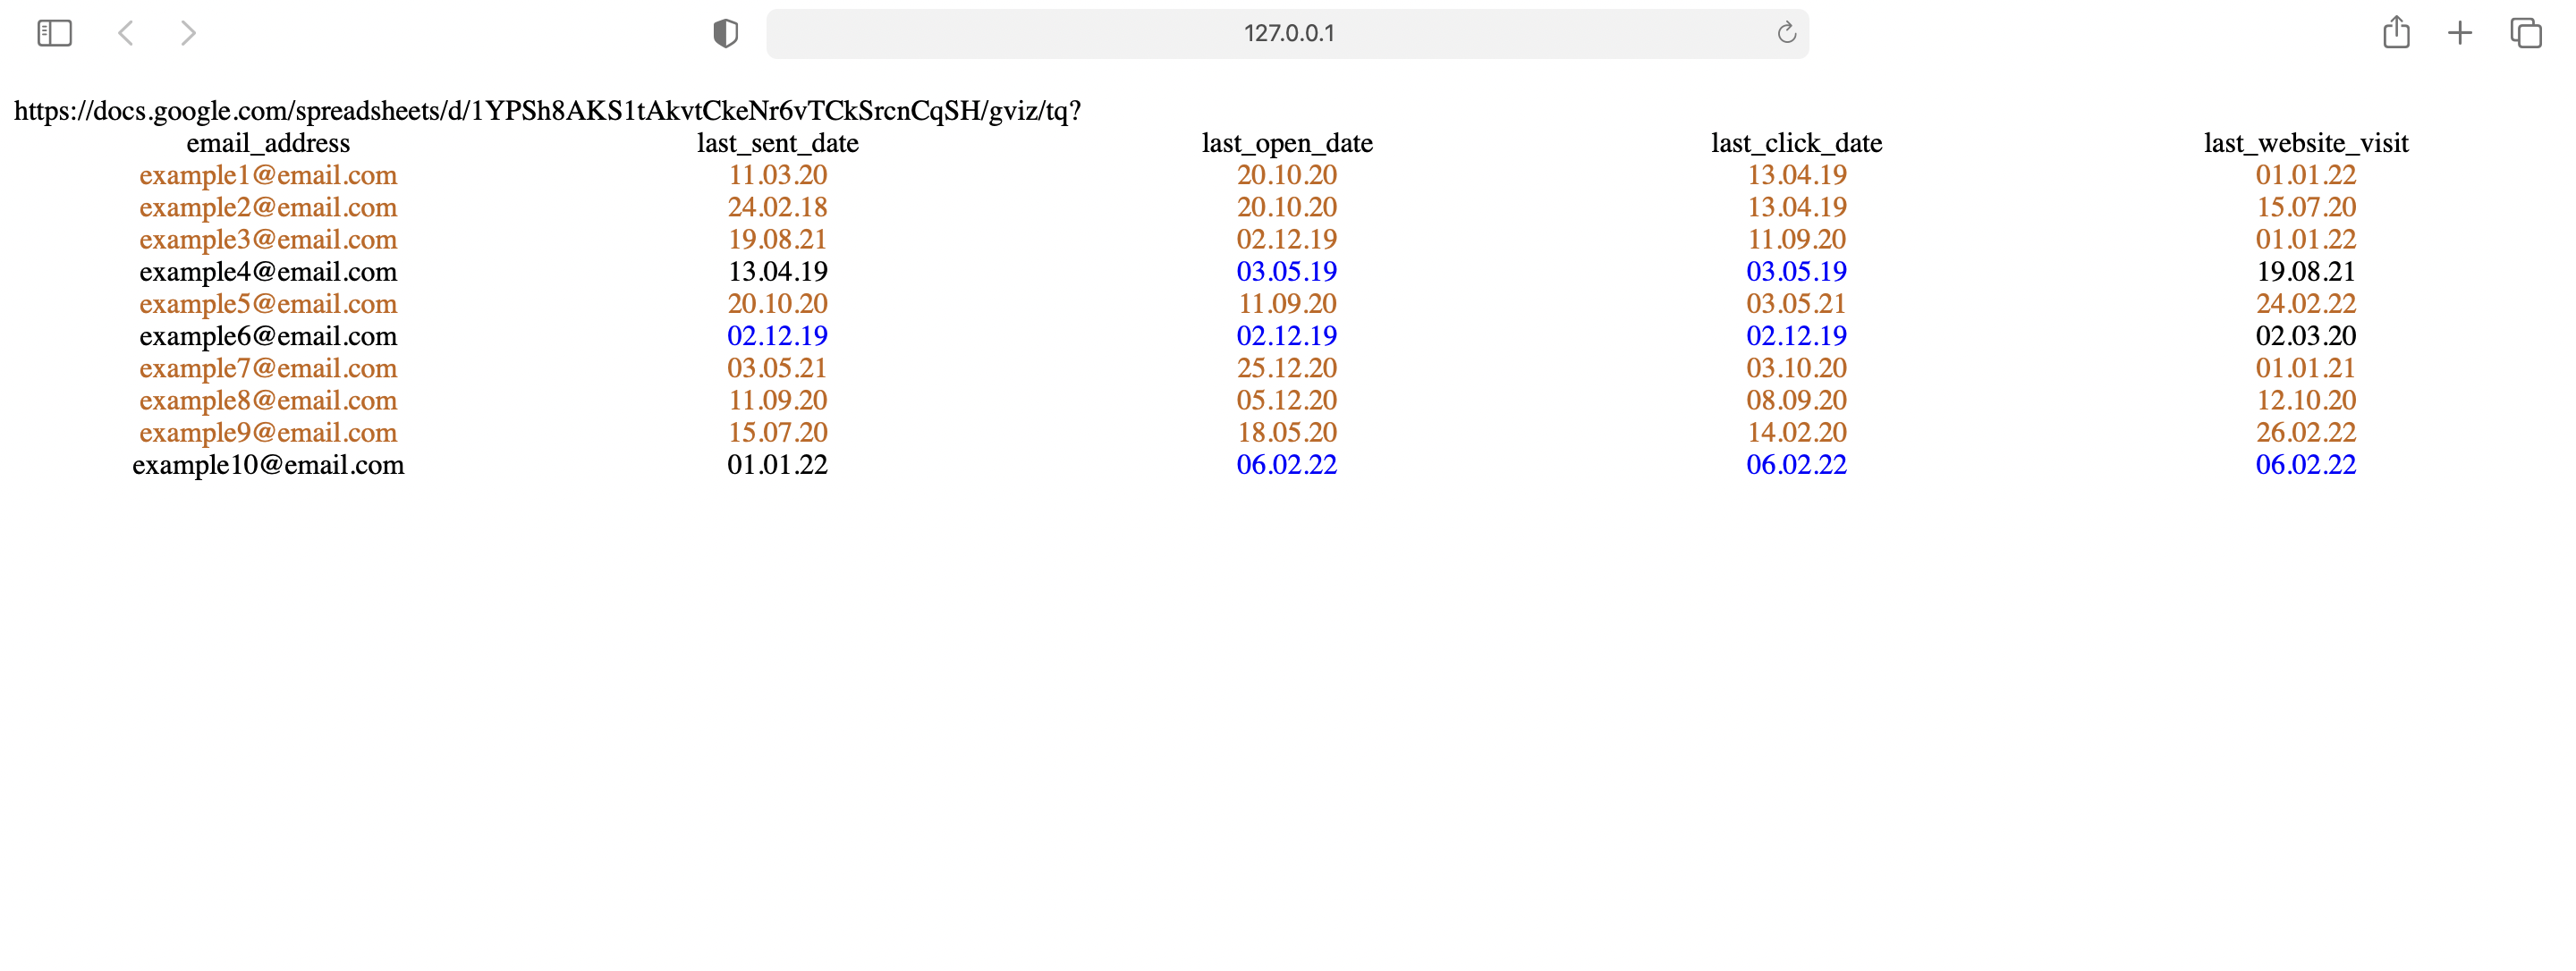 127.0.0.1
https://docs.google.com/spreadsheets/d/1YPSh8AKS1tAkvtCkeNr6vTCkSrcnCqSH/gviz/tq?
email_address last_sent_date last_open_date last_click_date last_website_visit
example1@email.com 11.03.20 20.10.20 13.04.19 01.01.22
example2@email.com 24.02.18 20.10.20 13.04.19 15.07.20
example3@email.com 19.08.21 02.12.19 11.09.20 01.01.22
example4@email.com 13.04.19 03.05.19 03.05.19 19.08.21
example5@email.com 20.10.20 11.09.20 03.05.21 24.02.22
example6@email.com 02.12.19 02.12.19 02.12.19 02.03.20
example7@email.com 03.05.21 25.12.20 03.10.20 01.01.21
example8@email.com 11.09.20 05.12.20 08.09.20 12.10.20
example9@email.com 15.07.20 18.05.20 14.02.20 26.02.22
example10@email.com 01.01.22 06.02.22 06.02.22 06.02.22